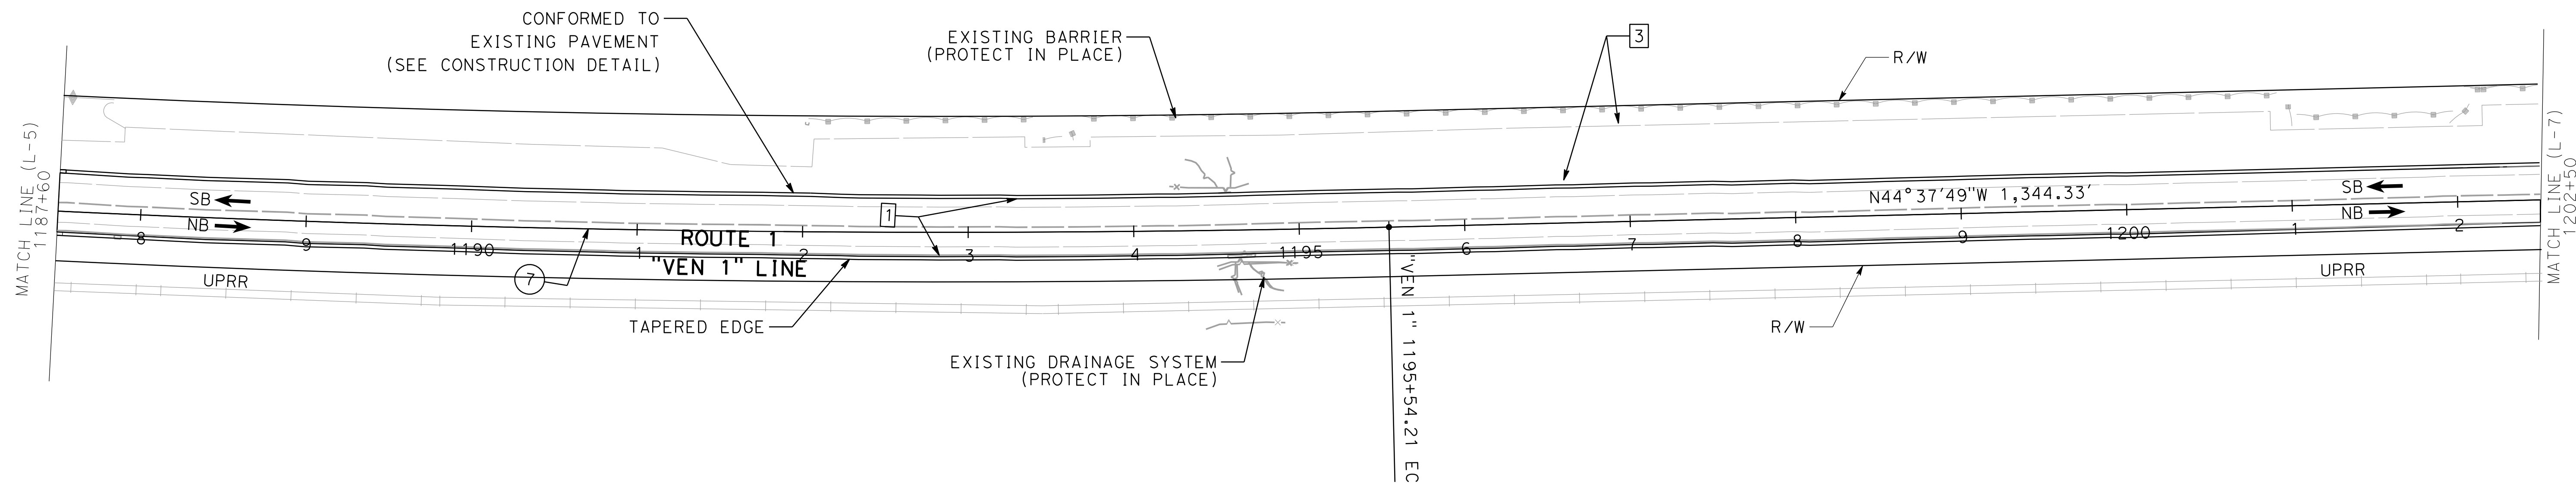 CONFORMED TO
EXISTING PAVEMENT
(SEE CONSTRUCTION DETAIL)
EXISTING BARRIER
(PROTECT IN PLACE)
3
R/W
MATCH LINE (L-5)
1187+60
MATCH LINE (L-7)
1202+50
SB
NB
1
N44°37'49"W 1,344.33'
SB
NB
8
9
1190
1
2
3
4
1195
6
7
8
9
1200
1
2
ROUTE 1
"VEN 1" LINE
7
UPRR
UPRR
TAPERED EDGE
EXISTING DRAINAGE SYSTEM
(PROTECT IN PLACE)
"VEN 1" 1195+54.21 EC
R/W